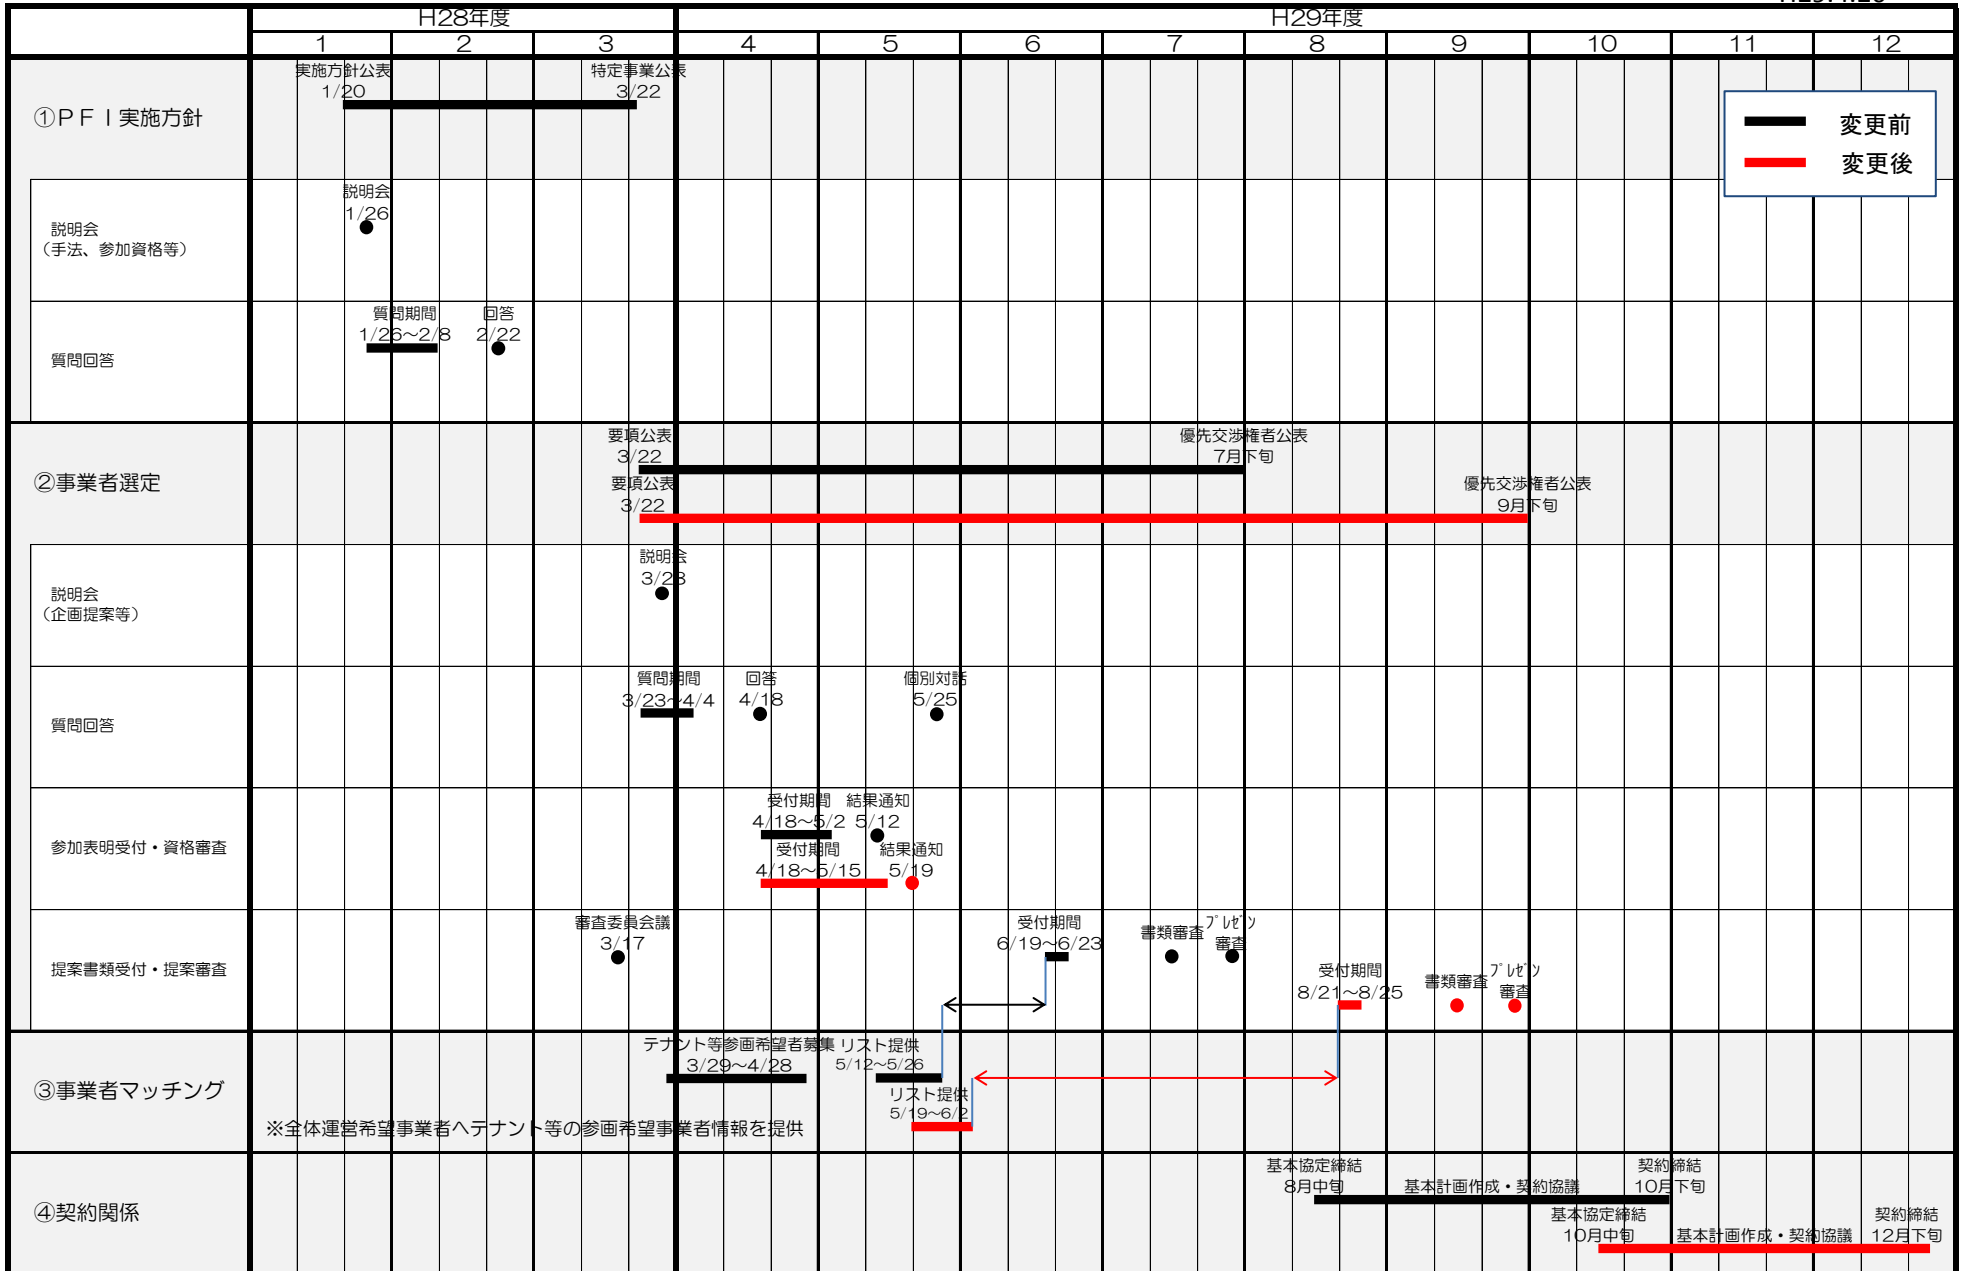 H28年度
H29年度
1
2
3
4
5
6
7
8
9
10
11
12
①PFI実施方針
実施方針公表
1/20
特定事業公表
3/22
変更前
変更後
説明会
（手法、参加資格等）
説明会
1/26
質問回答
質問期間
1/26～2/8
回答
2/22
②事業者選定
要項公表
3/22
優先交渉権者公表
7月下旬
要項公表
3/22
優先交渉権者公表
9月下旬
説明会
（企画提案等）
説明会
3/28
質問回答
質問期間
3/23～4/4
回答
4/18
個別対話
5/25
参加表明受付・資格審査
受付期間
4/18～5/2
結果通知
5/12
受付期間
4/18～5/15
結果通知
5/19
提案書類受付・提案審査
審査委員会議
3/17
受付期間
6/19～6/23
書類審査
ﾌﾟﾚｾﾞﾝ
審査
受付期間
8/21～8/25
書類審査
ﾌﾟﾚｾﾞﾝ
審査
③事業者マッチング
テナント等参画希望者募集
3/29～4/28
リスト提供
5/12～5/26
リスト提供
5/19～6/2
※全体運営希望事業者へテナント等の参画希望事業者情報を提供
④契約関係
基本協定締結
8月中旬
基本計画作成・契約協議
契約締結
10月下旬
基本協定締結
10月中旬
基本計画作成・契約協議
契約締結
12月下旬